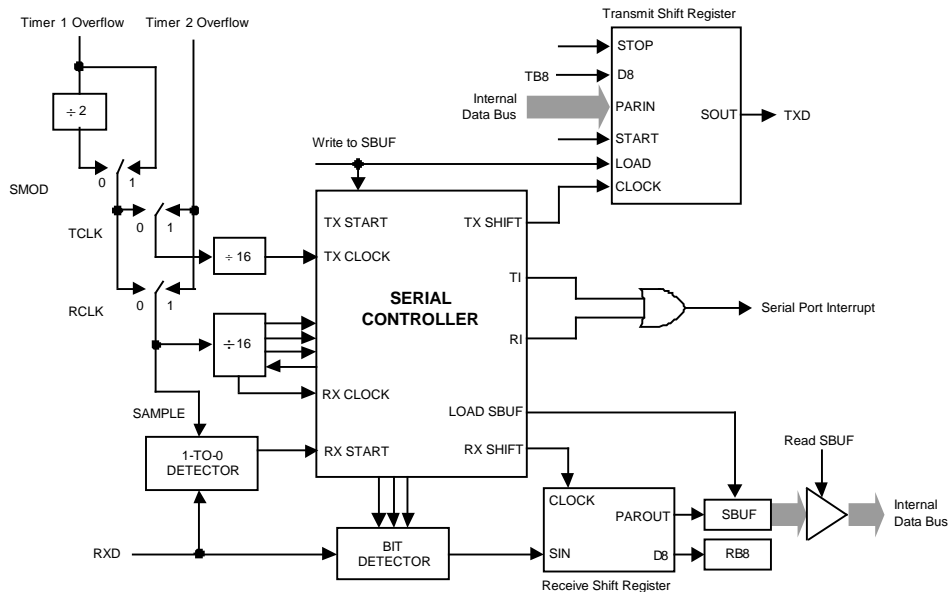 Timer 1 Overflow
Timer 2 Overflow
Transmit Shift Register
STOP
TB8
D8
Internal
Data Bus
PARIN
SOUT
TXD
START
LOAD
CLOCK
÷ 2
Write to SBUF
0 1
SMOD
0 1
TCLK
÷ 16
0 1
RCLK
÷ 16
TX START
TX SHIFT
TX CLOCK
TI
SERIAL
CONTROLLER
RI
Serial Port Interrupt
RX CLOCK
LOAD SBUF
RX START
RX SHIFT
SAMPLE
1-TO-0
DETECTOR
Read SBUF
CLOCK
PAROUT
SBUF
Internal
Data Bus
RXD
BIT
DETECTOR
SIN
D8
RB8
Receive Shift Register